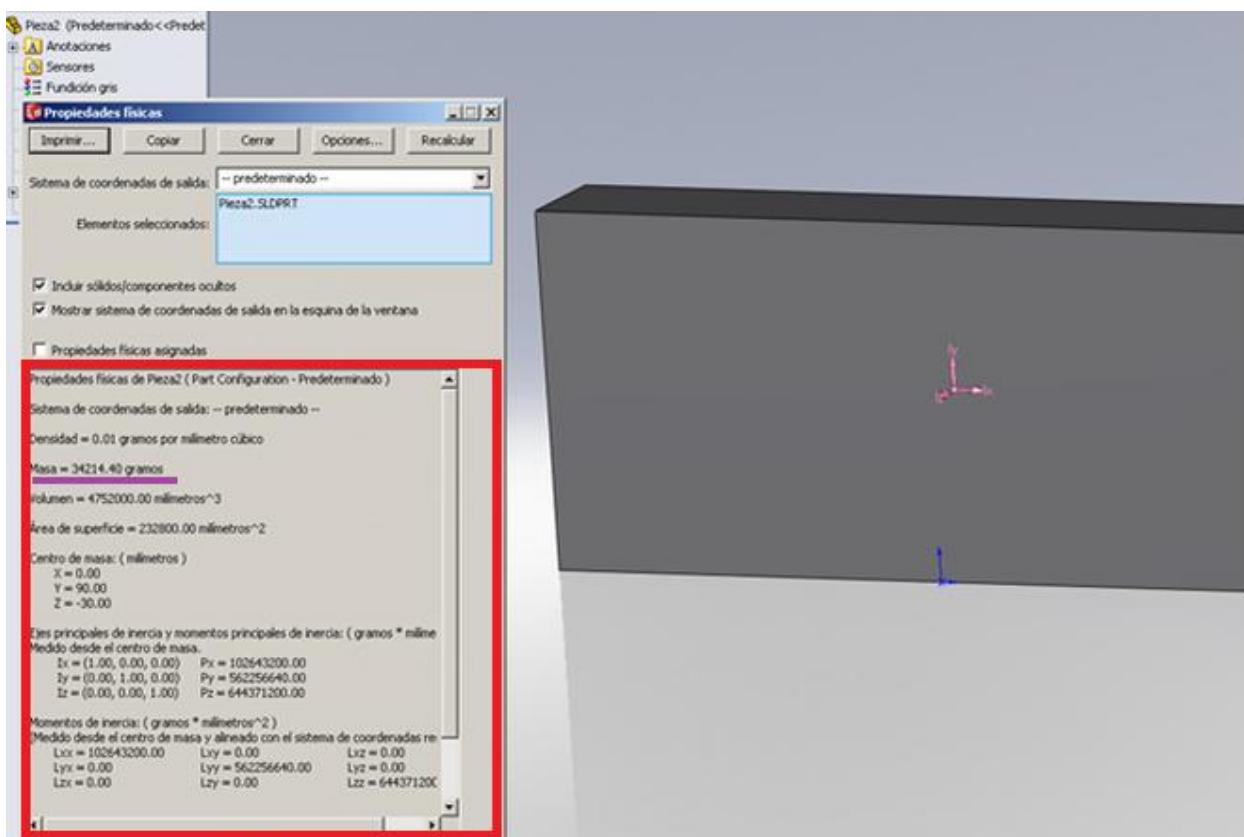 Pieza2 (Predeterminado<<Predet
Anotaciones
Sensores
Fundición gris
Propiedades físicas
Imprimir... Copiar Cerrar Opciones... Recalcular
Sistema de coordenadas de salida: -- predeterminado --
Pieza2.SLDPRT
Elementos seleccionados:
Incluir sólidos/componentes ocultos
Mostrar sistema de coordenadas de salida en la esquina de la ventana
Propiedades físicas asignadas
Propiedades físicas de Pieza2 ( Part Configuration - Predeterminado )
Sistema de coordenadas de salida: -- predeterminado --
Densidad = 0.01 gramos por milímetro cúbico
Masa = 34214.40 gramos
Volumen = 4752000.00 milímetros^3
Área de superficie = 232800.00 milímetros^2
Centro de masa: ( milímetros )
X = 0.00
Y = 90.00
Z = -30.00
Ejes principales de inercia y momentos principales de inercia: ( gramos * milíme
Medido desde el centro de masa.
Ix = (1.00, 0.00, 0.00) Px = 102643200.00
Iy = (0.00, 1.00, 0.00) Py = 562256640.00
Iz = (0.00, 0.00, 1.00) Pz = 644371200.00
Momentos de inercia: ( gramos * milímetros^2 )
(Medido desde el centro de masa y alineado con el sistema de coordenadas re
Lxx = 102643200.00 Lxy = 0.00 Lxz = 0.00
Lyx = 0.00 Lyy = 562256640.00 Lyz = 0.00
Lzx = 0.00 Lzy = 0.00 Lzz = 64437120
Iy
Iz Ix